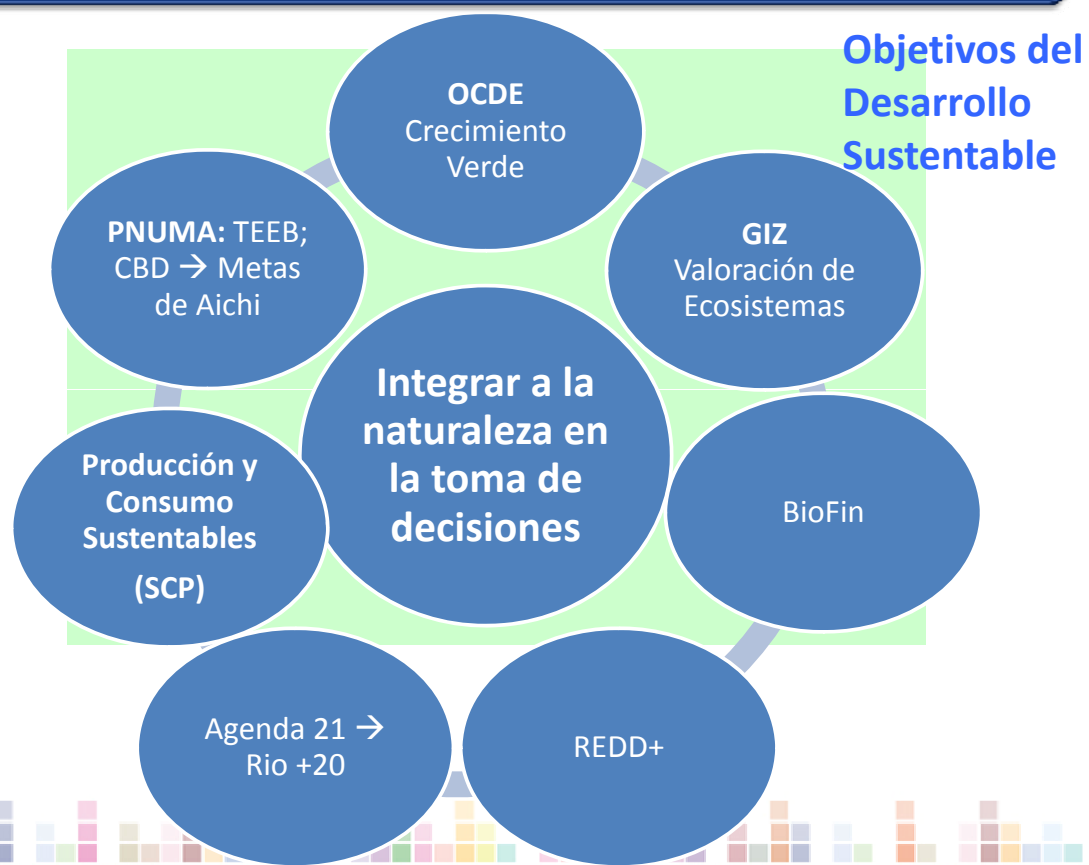 Objetivos del
Desarrollo
Sustentable
OCDE
Crecimiento
Verde
GIZ
Valoración de
Ecosistemas
BioFin
REDD+
Agenda 21 →
Rio +20
Producción y
Consumo
Sustentables
(SCP)
PNUMA: TEEB;
CBD → Metas
de Aichi
Integrar a la
naturaleza en
la toma de
decisiones